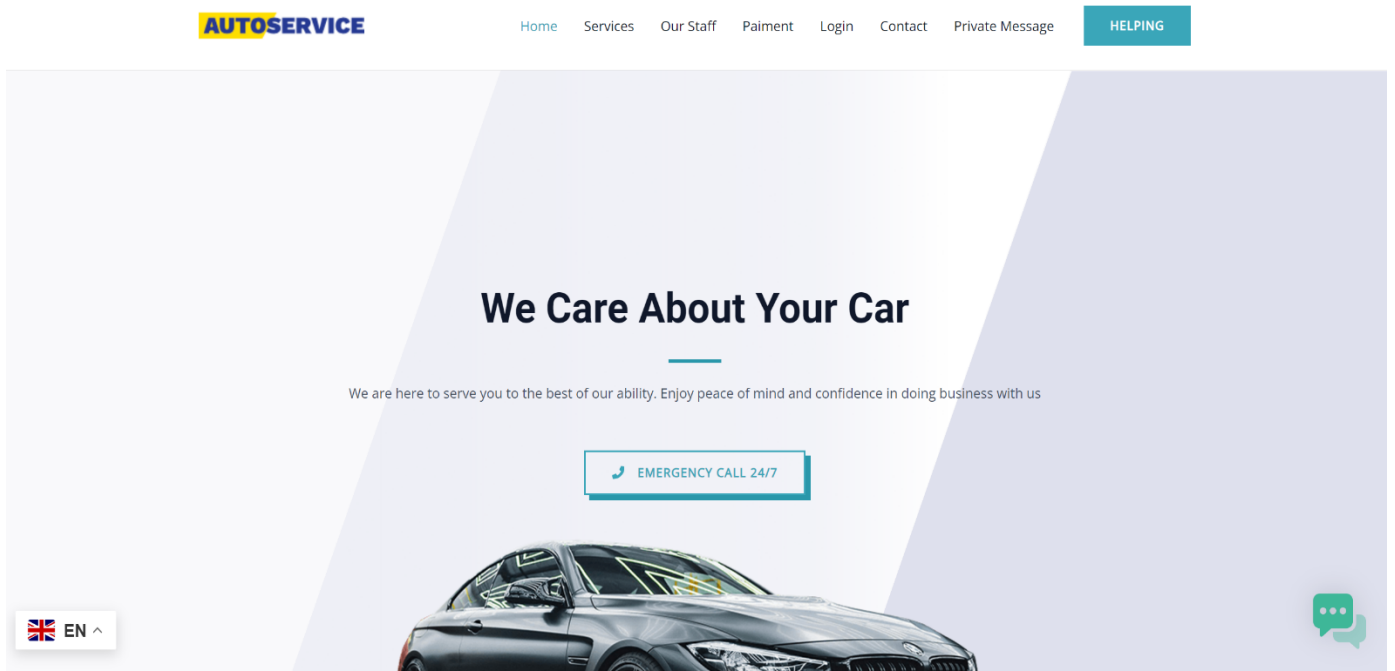 AUTOSERVICE
Home Services Our Staff Paiment Login Contact Private Message HELPING
We Care About Your Car
We are here to serve you to the best of our ability. Enjoy peace of mind and confidence in doing business with us
EMERGENCY CALL 24/7
EN